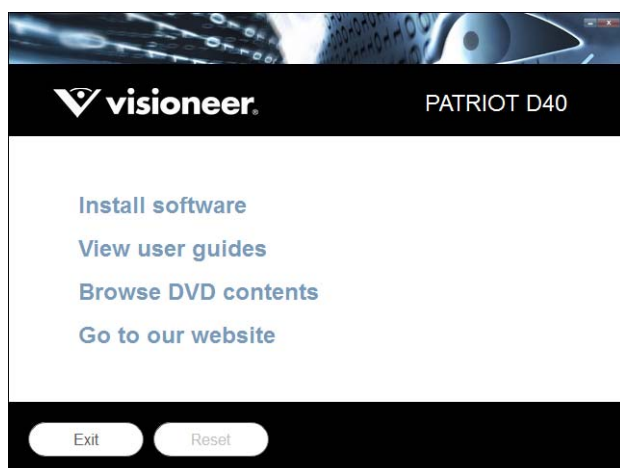 visioneer®
PATRIOT D40
Install software
View user guides
Browse DVD contents
Go to our website
Exit
Reset